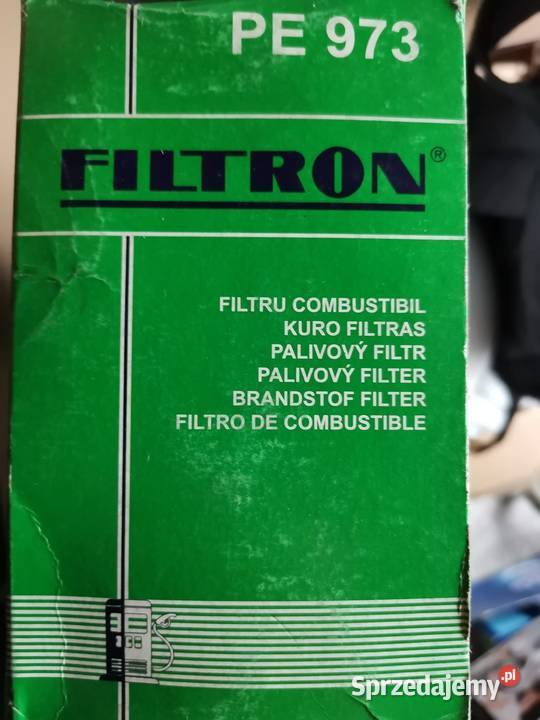 PE 973
FILTRON®
FILTRU COMBUSTIBIL
KURO FILTRAS
PALIVOVÝ FILTR
PALIVOVÝ FILTER
BRANDSTOF FILTER
FILTRO DE COMBUSTIBLE
Sprzedajemy.pl